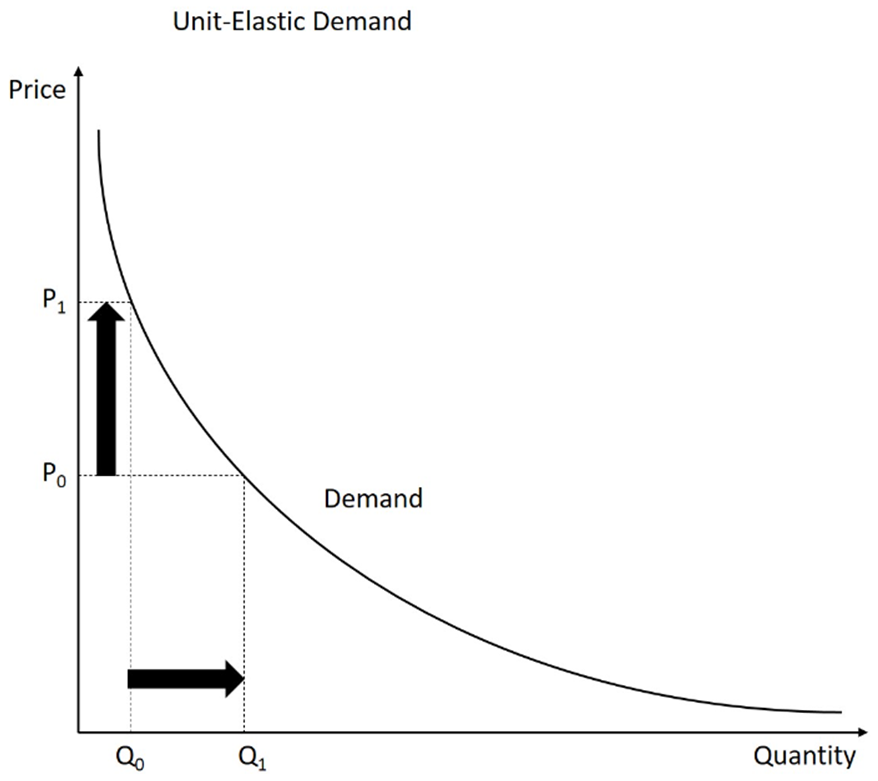 Unit-Elastic Demand
Price
P₁
P₀
Demand
Q₀ Q₁ Quantity